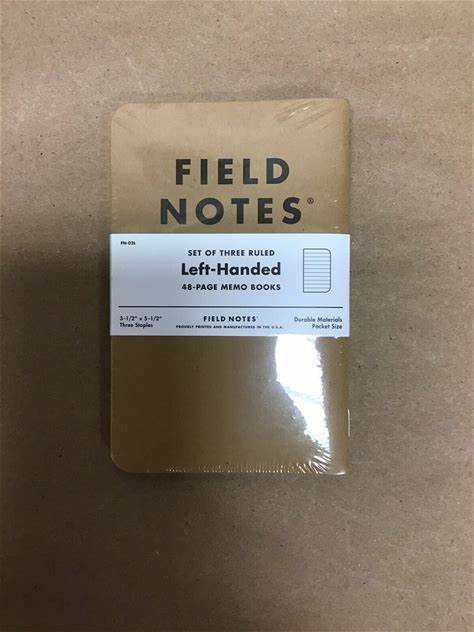 FIELD
NOTES®
FN-03L
SET OF THREE RULED
Left-Handed
48-PAGE MEMO BOOKS
3-1/2" × 5-1/2"
Three Staples
FIELD NOTES®
PROUDLY PRINTED AND MANUFACTURED IN THE U.S.A.
Durable Materials
Pocket Size